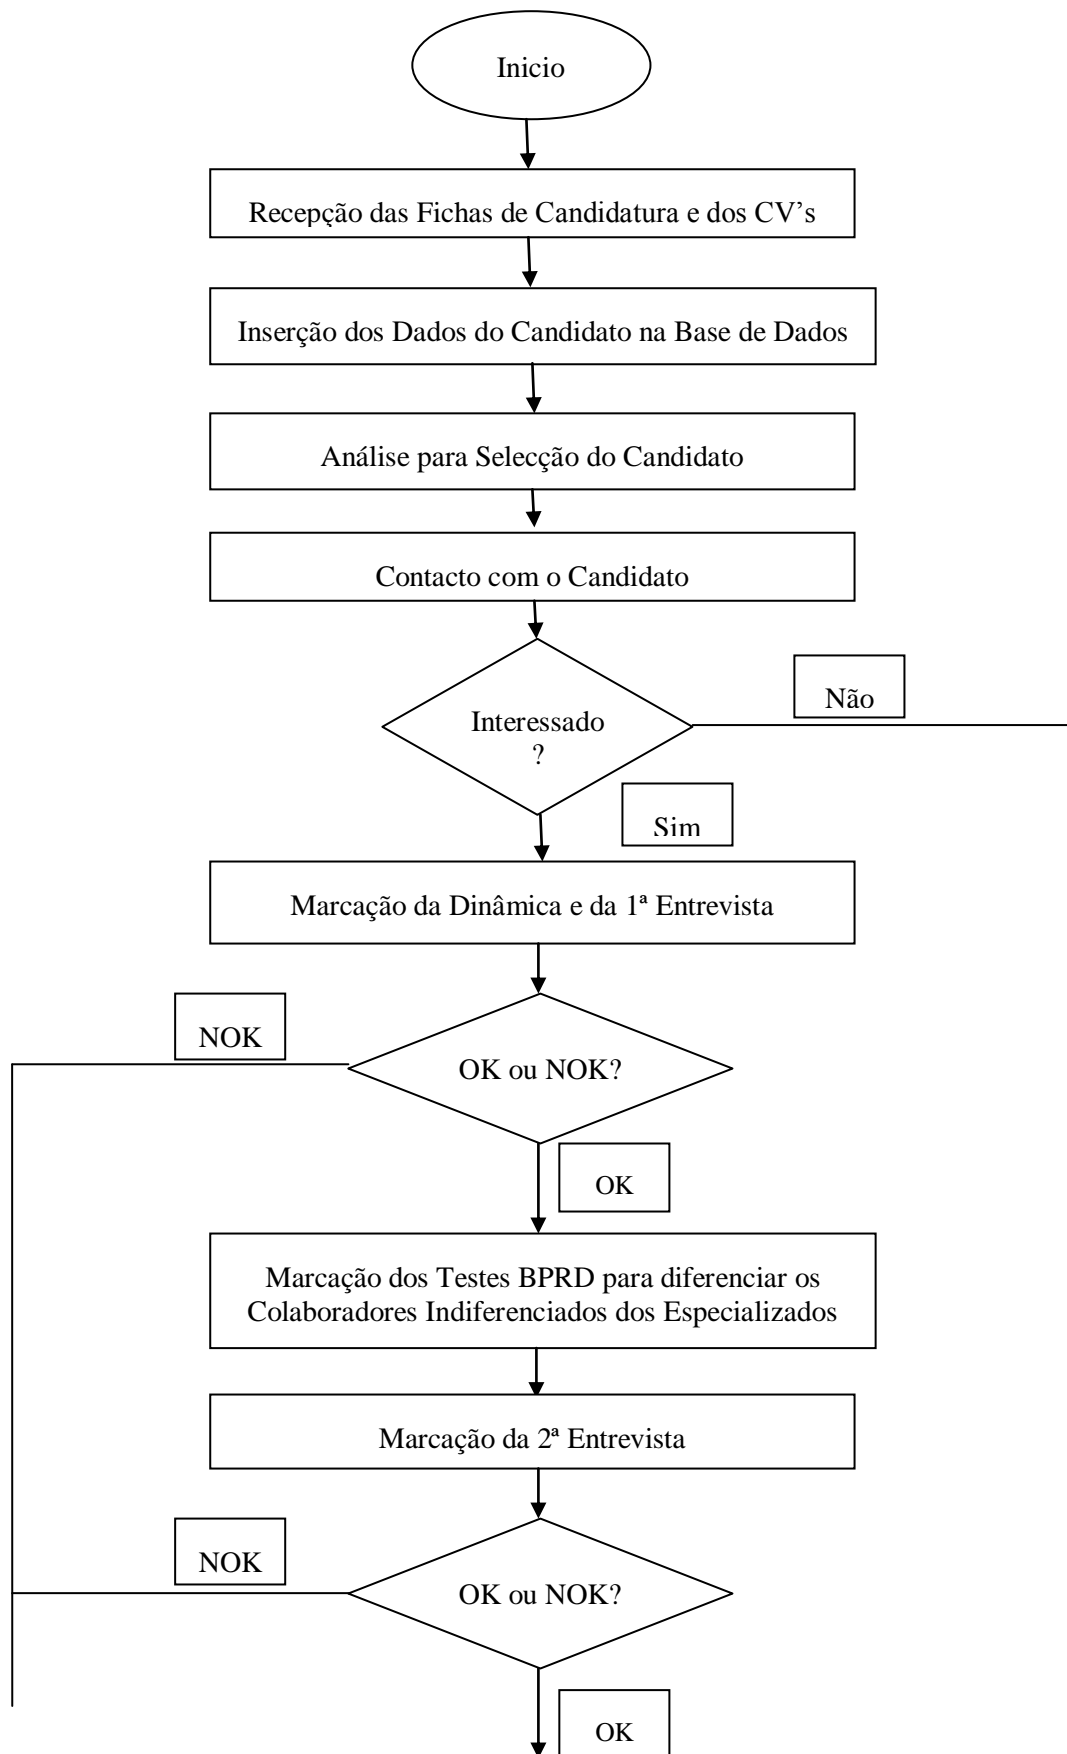 Inicio
Recepção das Fichas de Candidatura e dos CV’s
Inserção dos Dados do Candidato na Base de Dados
Análise para Selecção do Candidato
Contacto com o Candidato
Interessado
?
Não
Sim
Marcação da Dinâmica e da 1ª Entrevista
NOK
OK ou NOK?
OK
Marcação dos Testes BPRD para diferenciar os
Colaboradores Indiferenciados dos Especializados
Marcação da 2ª Entrevista
NOK
OK ou NOK?
OK